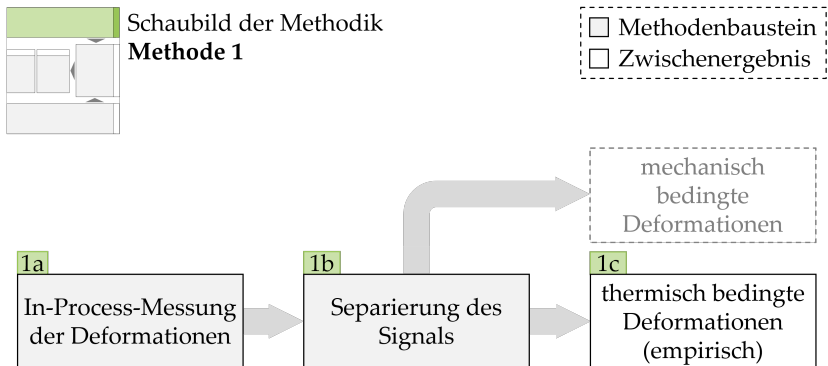 Schaubild der Methodik
Methode 1
Methodenbaustein
Zwischenergebnis
mechanisch
bedingte
Deformationen
1a
In-Process-Messung
der Deformationen
1b
Separierung des
Signals
1c
thermisch bedingte
Deformationen
(empirisch)